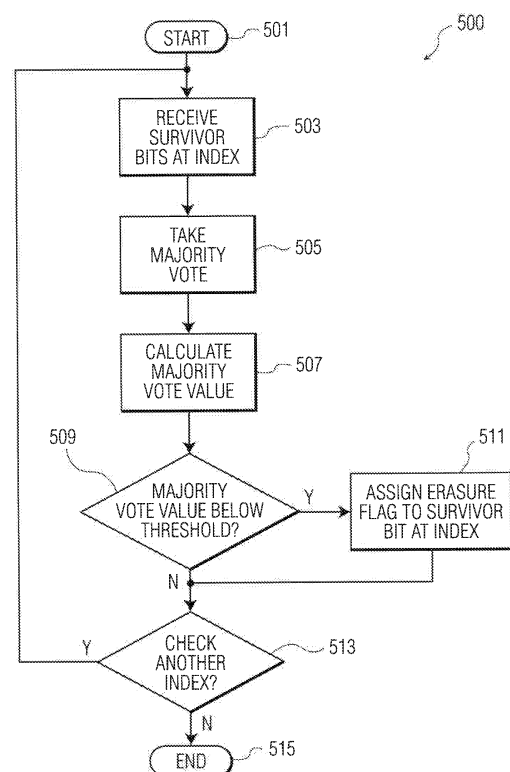 START
501
500
RECEIVE
SURVIVOR
BITS AT INDEX
503
TAKE
MAJORITY
VOTE
505
CALCULATE
MAJORITY
VOTE VALUE
507
509
MAJORITY
VOTE VALUE BELOW
THRESHOLD?
Y
511
ASSIGN ERASURE
FLAG TO SURVIVOR
BIT AT INDEX
N
CHECK
ANOTHER
INDEX?
513
Y
N
END
515